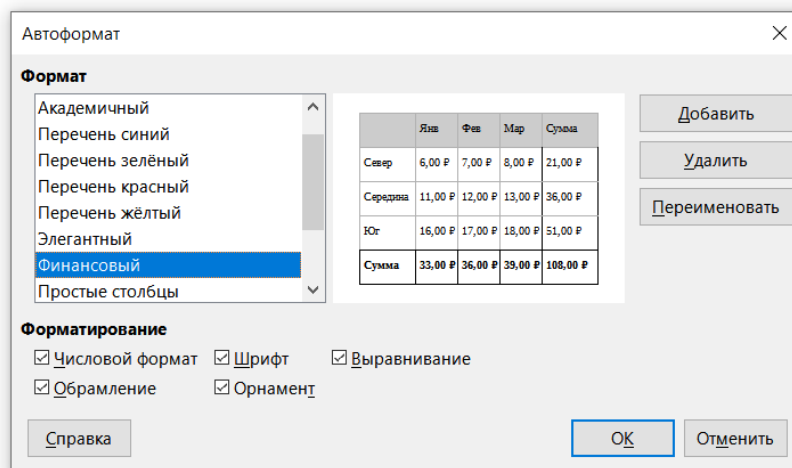 Автоформат
Формат
Академичный
Перечень синий
Перечень зелёный
Перечень красный
Перечень жёлтый
Элегантный
Финансовый
Простые столбцы
Янв Фев Мар Сумма
Север 6,00 ₽ 7,00 ₽ 8,00 ₽ 21,00 ₽
Середина 11,00 ₽ 12,00 ₽ 13,00 ₽ 36,00 ₽
Юг 16,00 ₽ 17,00 ₽ 18,00 ₽ 51,00 ₽
Сумма 33,00 ₽ 36,00 ₽ 39,00 ₽ 108,00 ₽
Добавить
Удалить
Переименовать
Форматирование
Числовой формат Шрифт Выравнивание
Обрамление Орнамент
Справка ОК Отменить